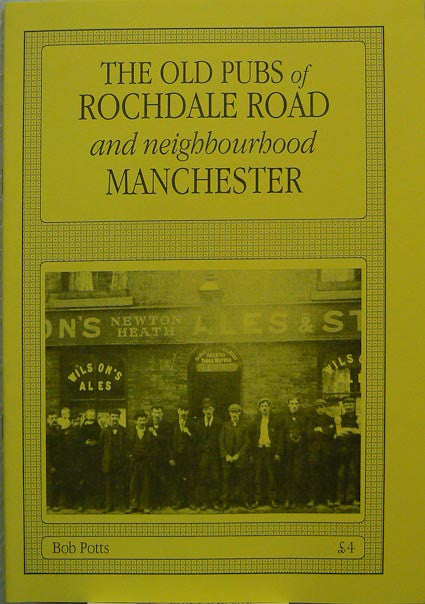 THE OLD PUBS of
ROCHDALE ROAD
and neighbourhood
MANCHESTER
ON'S NEWTON HEATH ALES & ST
WILSON'S
ALES
WILS
AL
Bob Potts £4